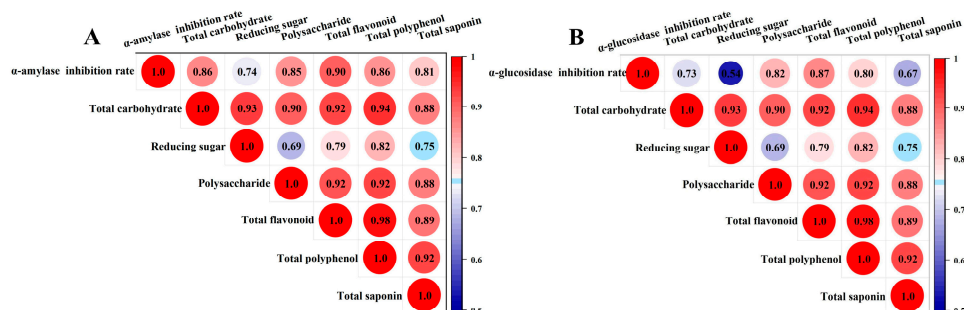 A
α-amylase inhibition rate
Total carbohydrate
Reducing sugar
Polysaccharide
Total flavonoid
Total polyphenol
Total saponin
α-amylase inhibition rate 1.0 0.86 0.74 0.85 0.90 0.86 0.81
Total carbohydrate 1.0 0.93 0.90 0.92 0.94 0.88
Reducing sugar 1.0 0.69 0.79 0.82 0.75
Polysaccharide 1.0 0.92 0.92 0.88
Total flavonoid 1.0 0.98 0.89
Total polyphenol 1.0 0.92
Total saponin 1.0
1
0.9
0.8
0.7
0.6
B
α-glucosidase inhibition rate
Total carbohydrate
Reducing sugar
Polysaccharide
Total flavonoid
Total polyphenol
Total saponin
α-glucosidase inhibition rate 1.0 0.73 0.54 0.82 0.87 0.80 0.67
Total carbohydrate 1.0 0.93 0.90 0.92 0.94 0.88
Reducing sugar 1.0 0.69 0.79 0.82 0.75
Polysaccharide 1.0 0.92 0.92 0.88
Total flavonoid 1.0 0.98 0.89
Total polyphenol 1.0 0.92
Total saponin 1.0
1
0.9
0.8
0.7
0.6